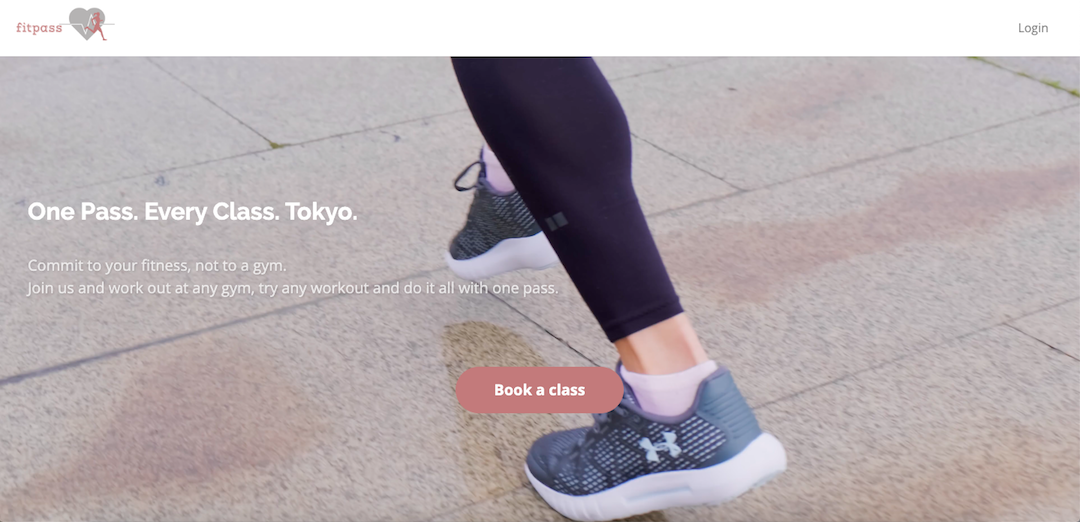 fitpass
Login
One Pass. Every Class. Tokyo.
Commit to your fitness, not to a gym.
Join us and work out at any gym, try any workout and do it all with one pass.
Book a class